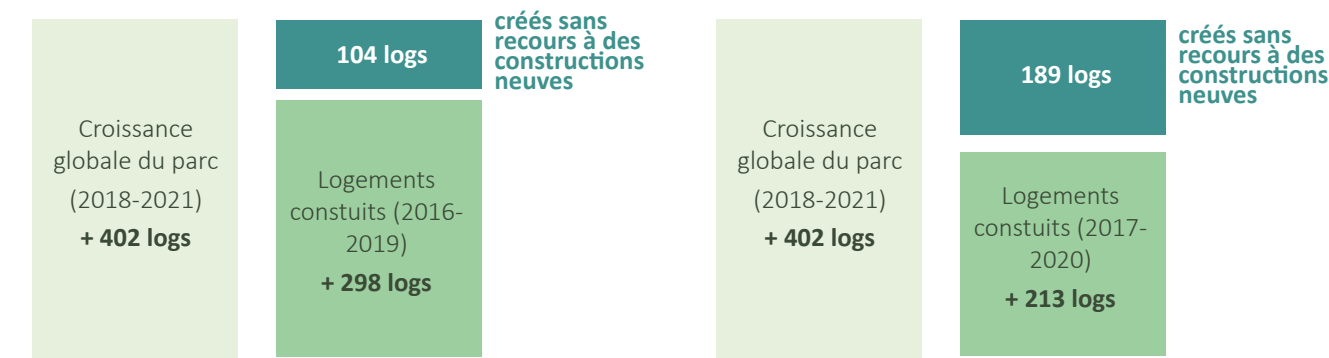 Croissance
globale du parc
(2018-2021)
+ 402 logs
104 logs
créés sans
recours à des
constructions
neuves
Logements
constuits (2016-
2019)
+ 298 logs
Croissance
globale du parc
(2018-2021)
+ 402 logs
189 logs
créés sans
recours à des
constructions
neuves
Logements
constuits (2017-
2020)
+ 213 logs